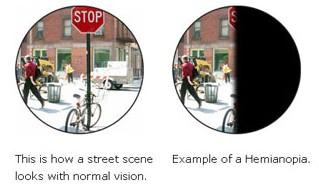 STOP
This is how a street scene
looks with normal vision.
Example of a Hemianopia.